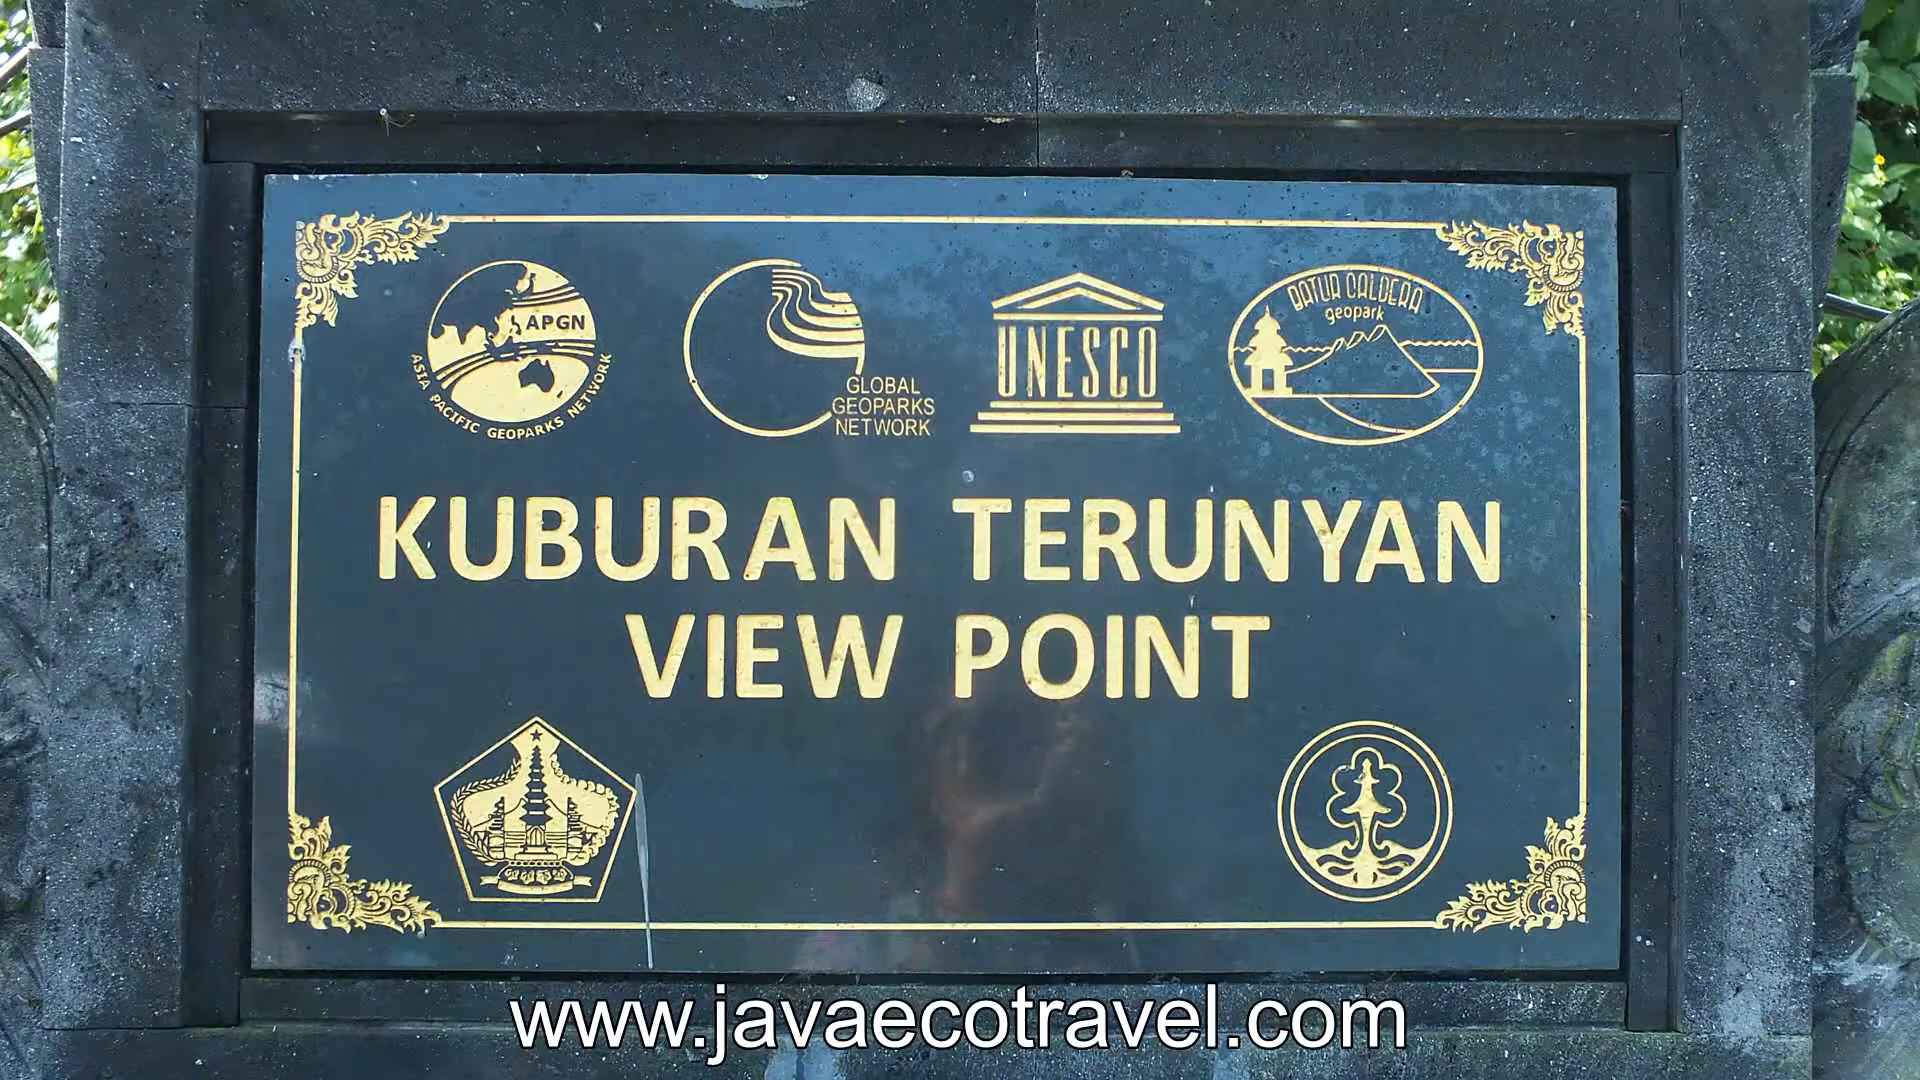 APGN
ASIA PACIFIC GEOPARKS NETWORK
GLOBAL
GEOPARKS
NETWORK
UNESCO
BATUR CALDERA
geopark
KUBURAN TERUNYAN
VIEW POINT
www.javaecotravel.com